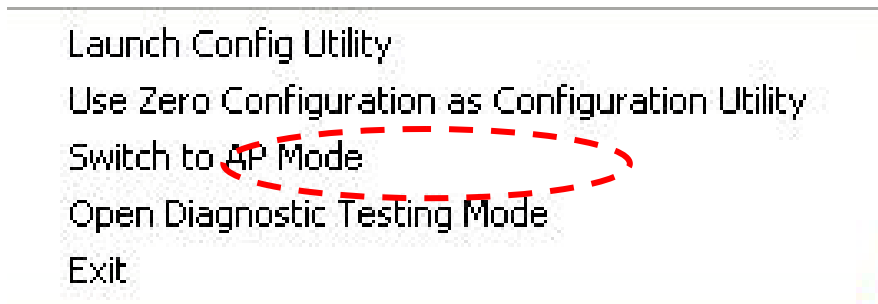 Launch Config Utility
Use Zero Configuration as Configuration Utility
Switch to AP Mode
Open Diagnostic Testing Mode
Exit